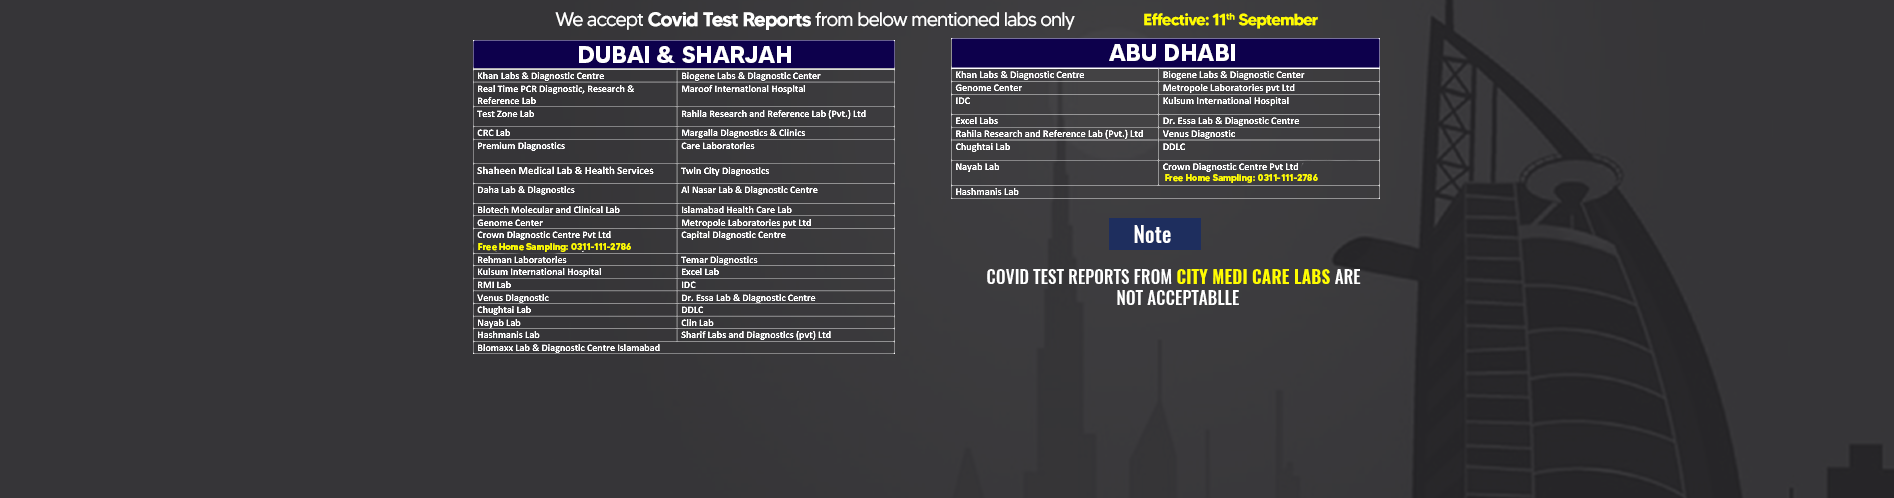 We accept Covid Test Reports from below mentioned labs only
Effective: 11th September
DUBAI & SHARJAH
Khan Labs & Diagnostic Centre
Biogene Labs & Diagnostic Center
Real Time PCR Diagnostic, Research &
Reference Lab
Maroof International Hospital
Test Zone Lab
Rahila Research and Reference Lab (Pvt.) Ltd
CRC Lab
Margalla Diagnostics & Clinics
Premium Diagnostics
Care Laboratories
Shaheen Medical Lab & Health Services
Twin City Diagnostics
Daha Lab & Diagnostics
Al Nasar Lab & Diagnostic Centre
Biotech Molecular and Clinical Lab
Islamabad Health Care Lab
Genome Center
Metropole Laboratories pvt Ltd
Crown Diagnostic Centre Pvt Ltd
Free Home Sampling: 0311-111-2786
Capital Diagnostic Centre
Rehman Laboratories
Temar Diagnostics
Kulsum International Hospital
Excel Lab
RMI Lab
IDC
Venus Diagnostic
Dr. Essa Lab & Diagnostic Centre
Chughtai Lab
DDLC
Nayab Lab
Clin Lab
Hashmanis Lab
Sharif Labs and Diagnostics (pvt) Ltd
Biomaxx Lab & Diagnostic Centre Islamabad
ABU DHABI
Khan Labs & Diagnostic Centre
Biogene Labs & Diagnostic Center
Genome Center
Metropole Laboratories pvt Ltd
IDC
Kulsum International Hospital
Excel Labs
Dr. Essa Lab & Diagnostic Centre
Rahila Research and Reference Lab (Pvt.) Ltd
Venus Diagnostic
Chughtai Lab
DDLC
Nayab Lab
Crown Diagnostic Centre Pvt Ltd
Free Home Sampling: 0311-111-2786
Hashmanis Lab
Note
COVID TEST REPORTS FROM CITY MEDI CARE LABS ARE
NOT ACCEPTABLLE